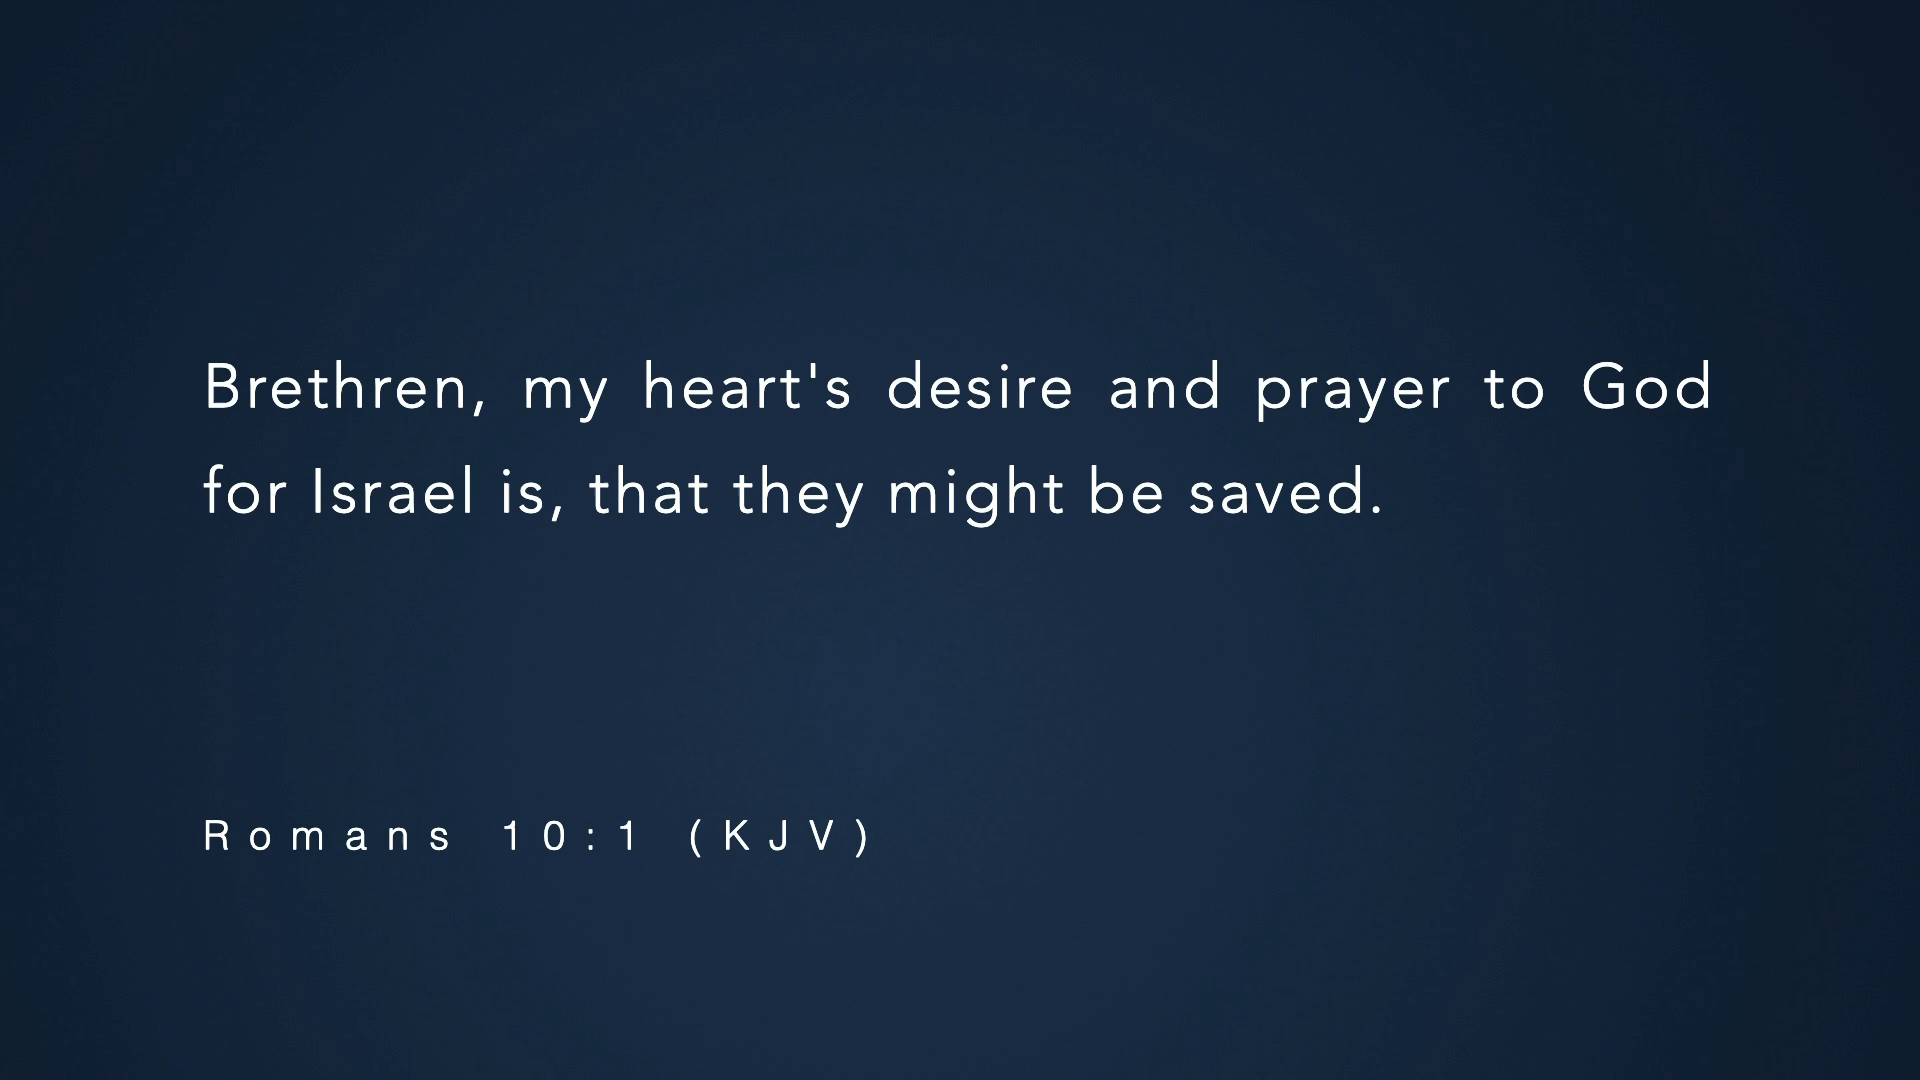 Brethren, my heart's desire and prayer to God
for Israel is, that they might be saved.
Romans 10:1 (KJV)